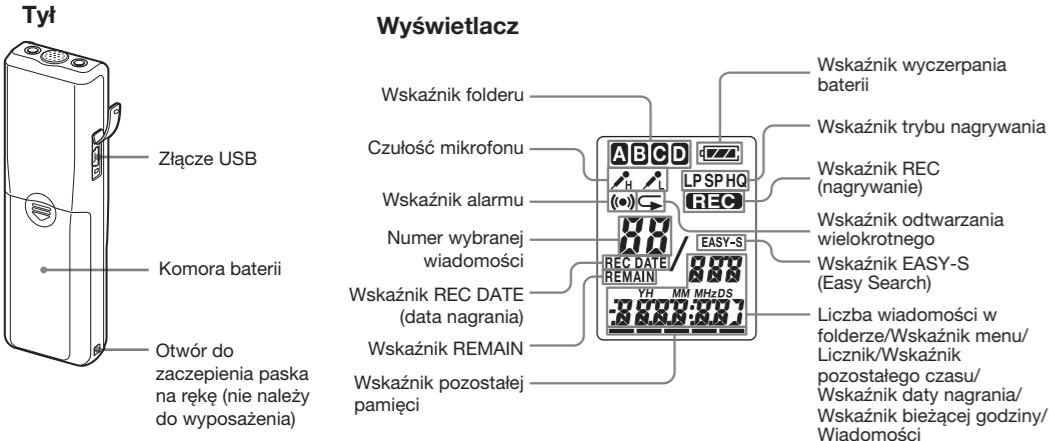 Tył
Złącze USB
Komora baterii
Otwór do
zaczepienia paska
na rękę (nie należy
do wyposażenia)
Wyświetlacz
Wskaźnik folderu
Czułość mikrofonu
Wskaźnik alarmu
Numer wybranej
wiadomości
Wskaźnik REC DATE
(data nagrania)
Wskaźnik REMAIN
Wskaźnik pozostałej
pamięci
A B C D
H L
LP SP HQ
REC
88
EASY-S
REC DATE
REMAIN
888
YH MM MHz DS
Wskaźnik wyczerpania
baterii
Wskaźnik trybu nagrywania
Wskaźnik REC
(nagrywanie)
Wskaźnik odtwarzania
wielokrotnego
Wskaźnik EASY-S
(Easy Search)
Liczba wiadomości w
folderze/Wskaźnik menu/
Licznik/Wskaźnik
pozostałego czasu/
Wskaźnik daty nagrania/
Wskaźnik bieżącej godziny/
Wiadomości